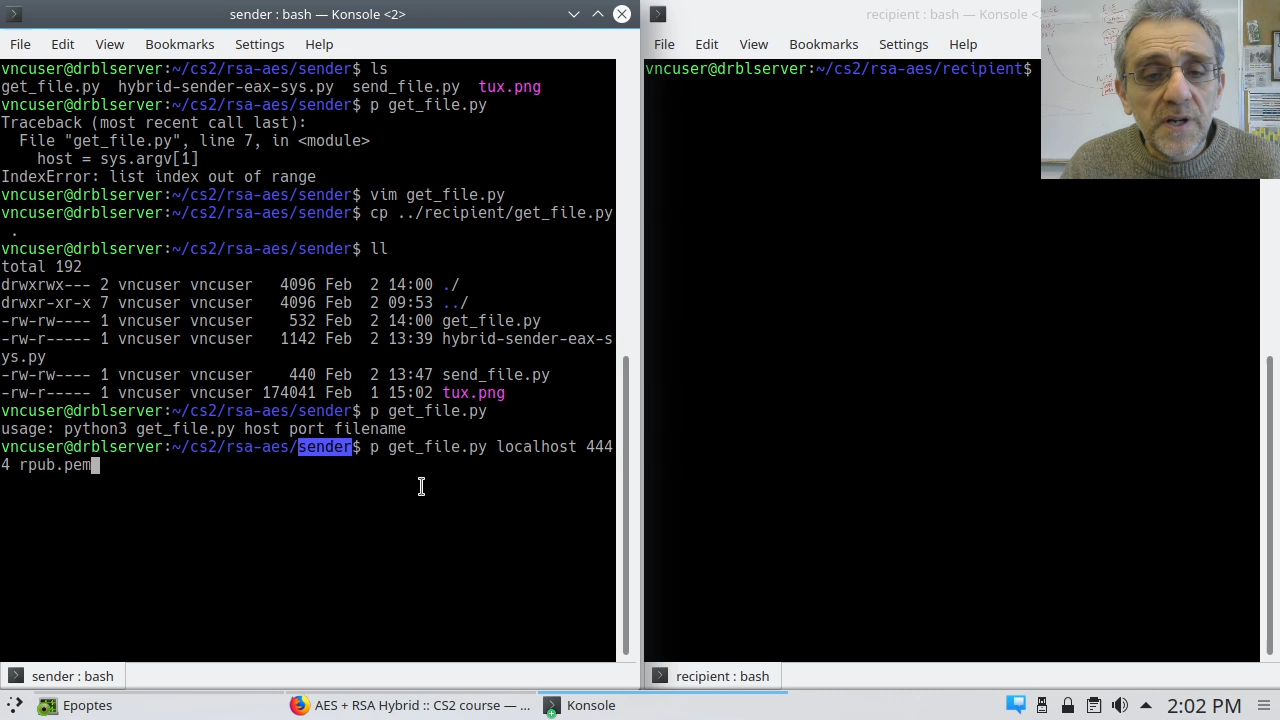 sender : bash — Konsole <2>
File Edit View Bookmarks Settings Help
vncuser@drblserver:~/cs2/rsa-aes/sender$ ls
get_file.py  hybrid-sender-eax-sys.py  send_file.py  tux.png
vncuser@drblserver:~/cs2/rsa-aes/sender$ p get_file.py
Traceback (most recent call last):
  File "get_file.py", line 7, in <module>
    host = sys.argv[1]
IndexError: list index out of range
vncuser@drblserver:~/cs2/rsa-aes/sender$ vim get_file.py
vncuser@drblserver:~/cs2/rsa-aes/sender$ cp ../recipient/get_file.py
 .
vncuser@drblserver:~/cs2/rsa-aes/sender$ ll
total 192
drwxrwx--- 2 vncuser vncuser   4096 Feb  2 14:00 ./
drwxr-xr-x 7 vncuser vncuser   4096 Feb  2 09:53 ../
-rw-rw---- 1 vncuser vncuser    532 Feb  2 14:00 get_file.py
-rw-r----- 1 vncuser vncuser   1142 Feb  2 13:39 hybrid-sender-eax-s
ys.py
-rw-rw---- 1 vncuser vncuser    440 Feb  2 13:47 send_file.py
-rw-r----- 1 vncuser vncuser 174041 Feb  1 15:02 tux.png
vncuser@drblserver:~/cs2/rsa-aes/sender$ p get_file.py
usage: python3 get_file.py host port filename
vncuser@drblserver:~/cs2/rsa-aes/sender$ p get_file.py localhost 444
4 rpub.pem
sender : bash
recipient : bash — Konsole <
File Edit View Bookmarks Settings Help
vncuser@drblserver:~/cs2/rsa-aes/recipient$
recipient : bash
Epoptes
AES + RSA Hybrid :: CS2 course — ...
Konsole
2:02 PM